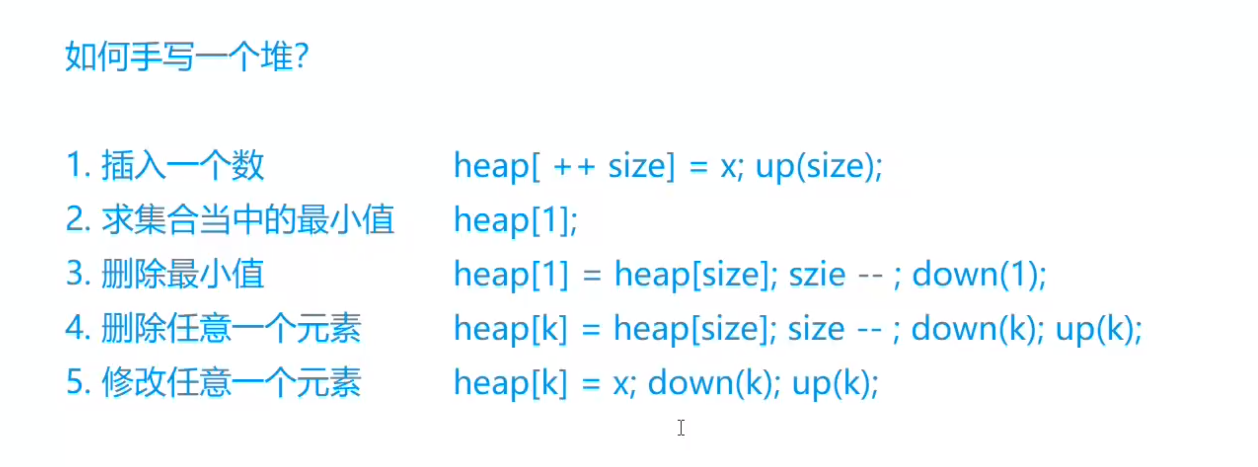 如何手写一个堆？
1. 插入一个数 heap[ ++ size] = x; up(size);
2. 求集合当中的最小值 heap[1];
3. 删除最小值 heap[1] = heap[size]; szie -- ; down(1);
4. 删除任意一个元素 heap[k] = heap[size]; size -- ; down(k); up(k);
5. 修改任意一个元素 heap[k] = x; down(k); up(k);